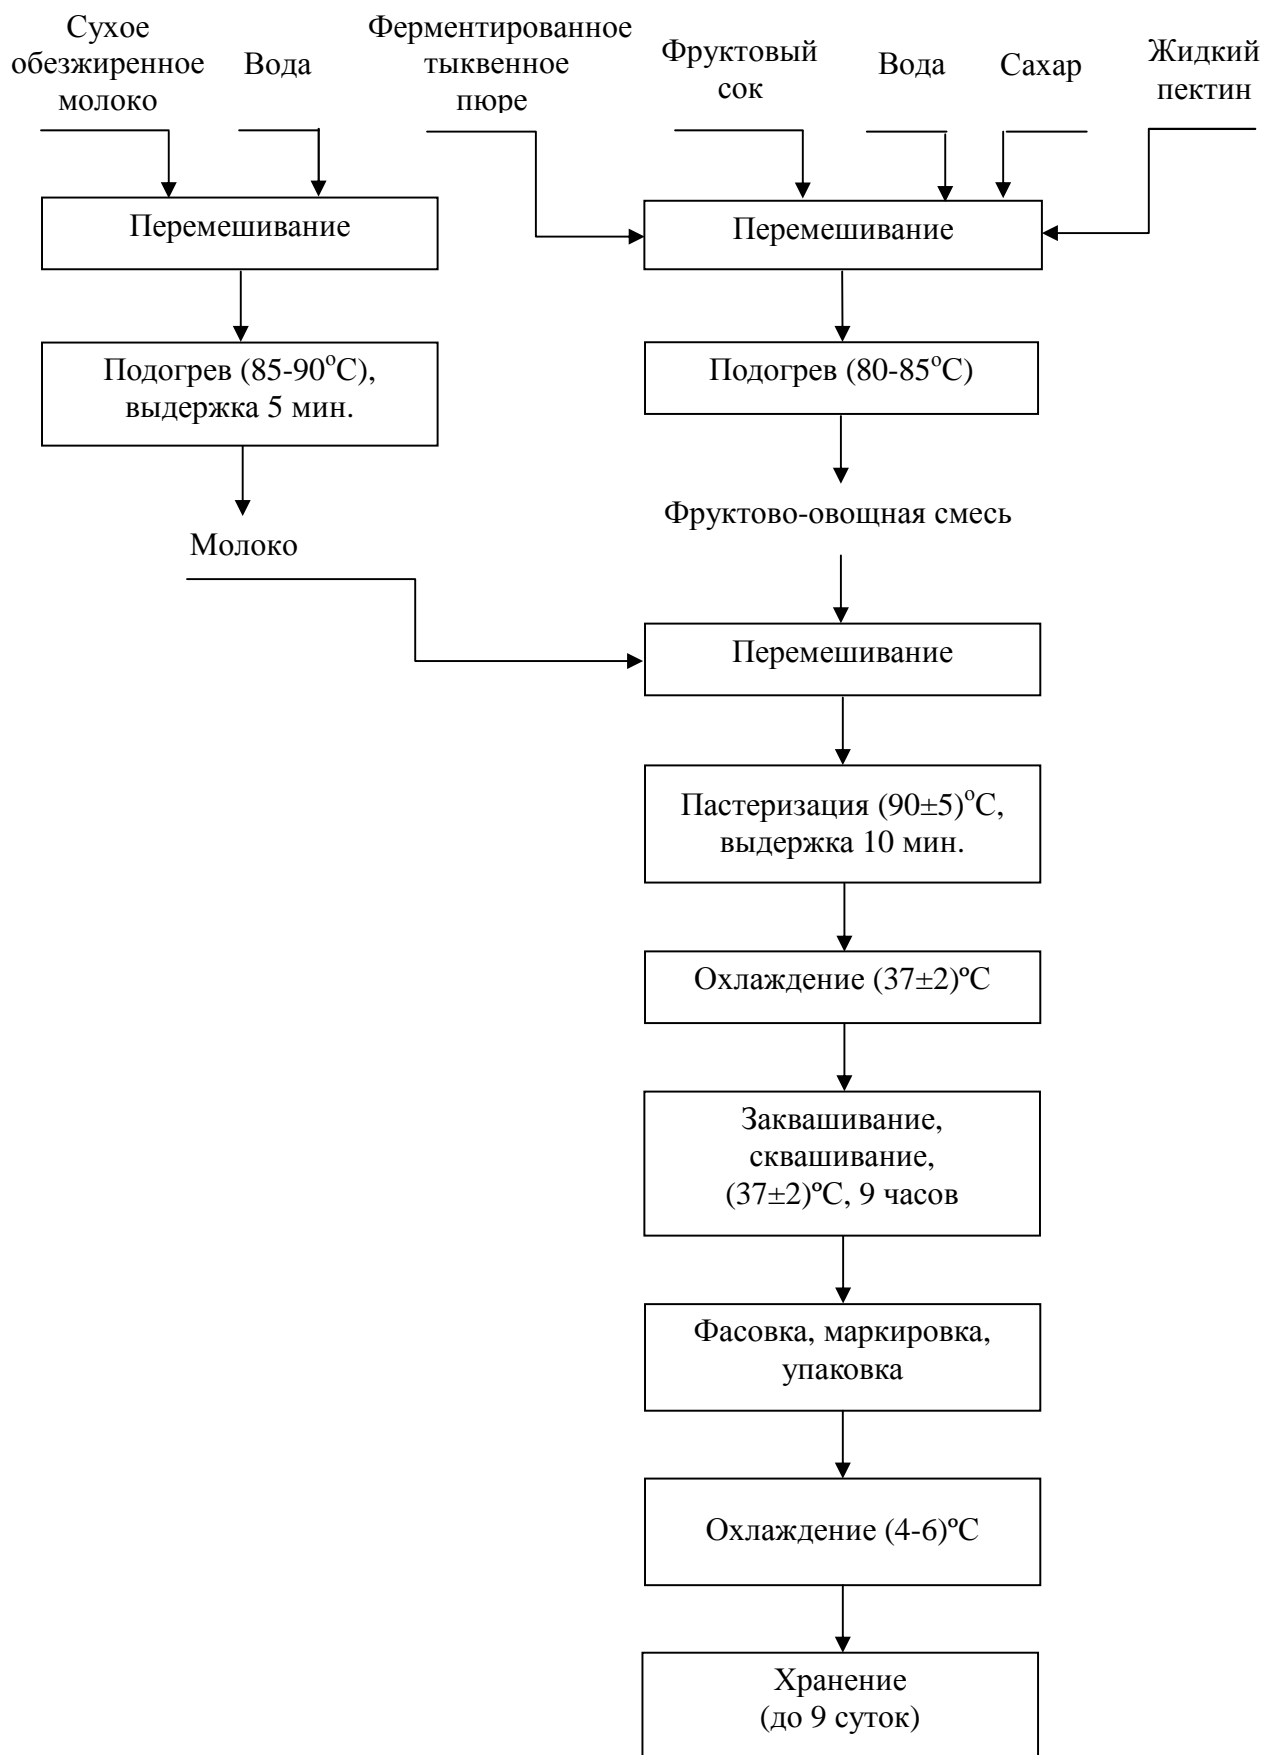 Сухое
обезжиренное
молоко
Вода
Ферментированное
тыквенное
пюре
Фруктовый
сок
Вода
Сахар
Жидкий
пектин
Перемешивание
Перемешивание
Подогрев (85-90°С),
выдержка 5 мин.
Подогрев (80-85°С)
Молоко
Фруктово-овощная смесь
Перемешивание
Пастеризация (90±5)°С,
выдержка 10 мин.
Охлаждение (37±2)ºС
Заквашивание,
сквашивание,
(37±2)ºС, 9 часов
Фасовка, маркировка,
упаковка
Охлаждение (4-6)ºС
Хранение
(до 9 суток)